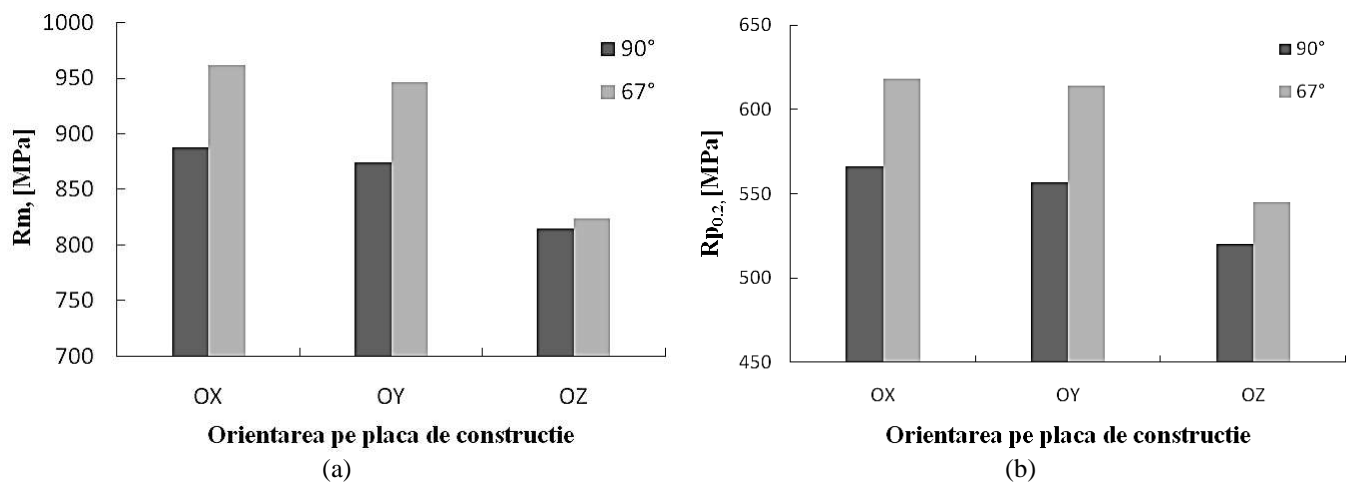 1000
950
900
850
800
750
700
Rm, [MPa]
90°
67°
OX OY OZ
Orientarea pe placa de constructie
(a)
650
600
550
500
450
Rp0.2, [MPa]
90°
67°
OX OY OZ
Orientarea pe placa de constructie
(b)